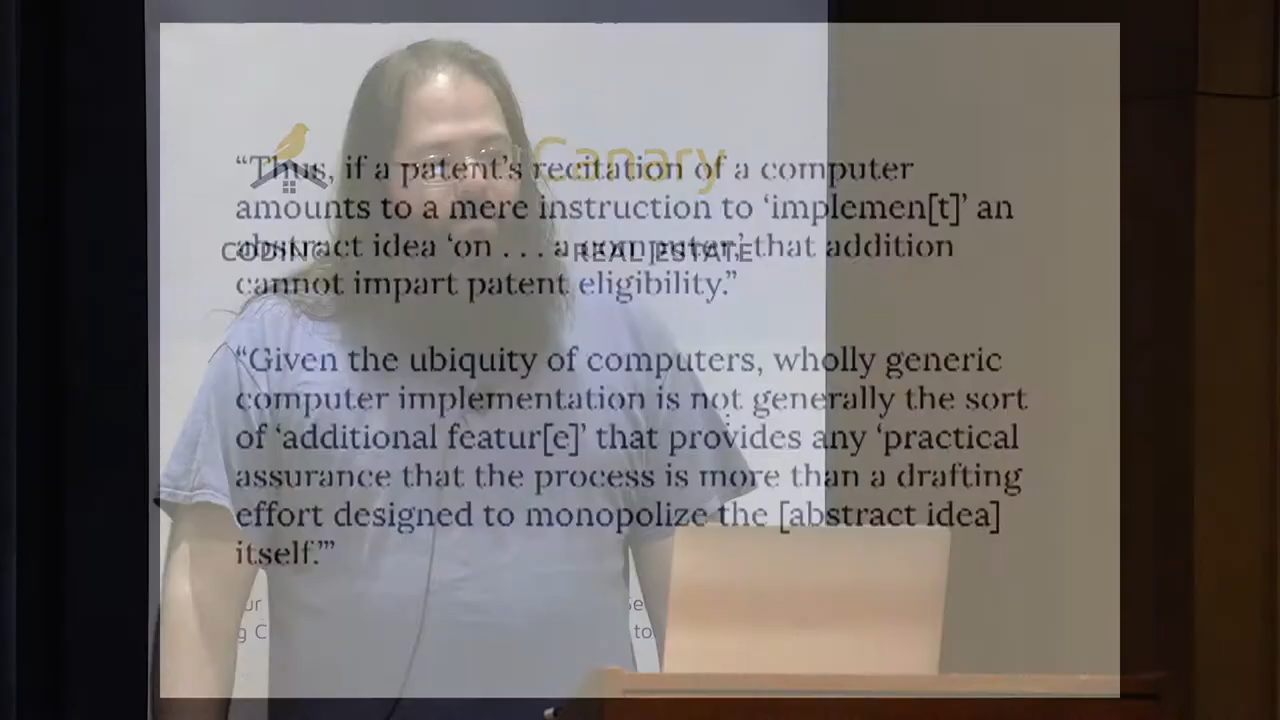 “Thus, if a patent’s recitation of a computer
amounts to a mere instruction to ‘implemen[t]’ an
abstract idea ‘on . . . a computer,’ that addition
cannot impart patent eligibility.”
“Given the ubiquity of computers, wholly generic
computer implementation is not generally the sort
of ‘additional featur[e]’ that provides any ‘practical
assurance that the process is more than a drafting
effort designed to monopolize the [abstract idea]
itself.’”
Canary
CODING
REAL ESTATE
to